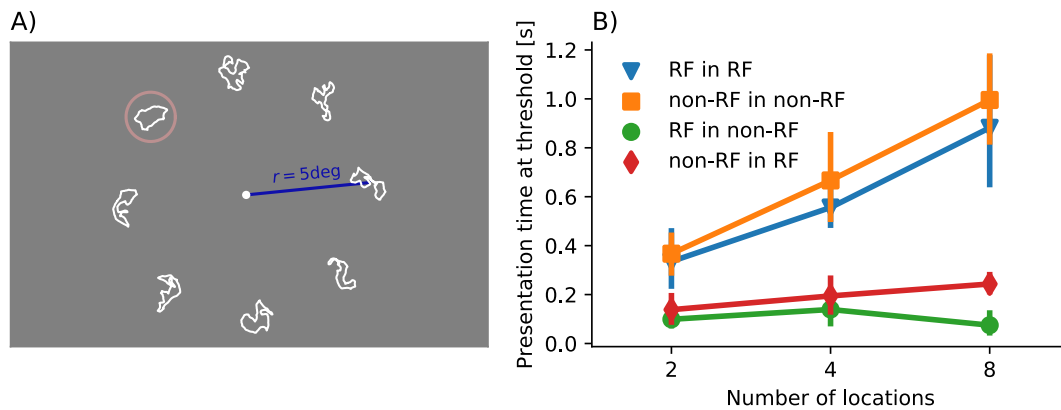 A)
r = 5deg
B)
Presentation time at threshold [s]
1.2
1.0
0.8
0.6
0.4
0.2
0.0
RF in RF
non-RF in non-RF
RF in non-RF
non-RF in RF
2
4
8
Number of locations